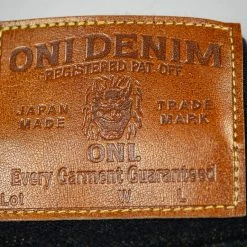 ONI DENIM
REGISTERED PAT. OFF
JAPAN TRADE
MADE MARK
ONI.
Every Garment Guaranteed
Lot W L